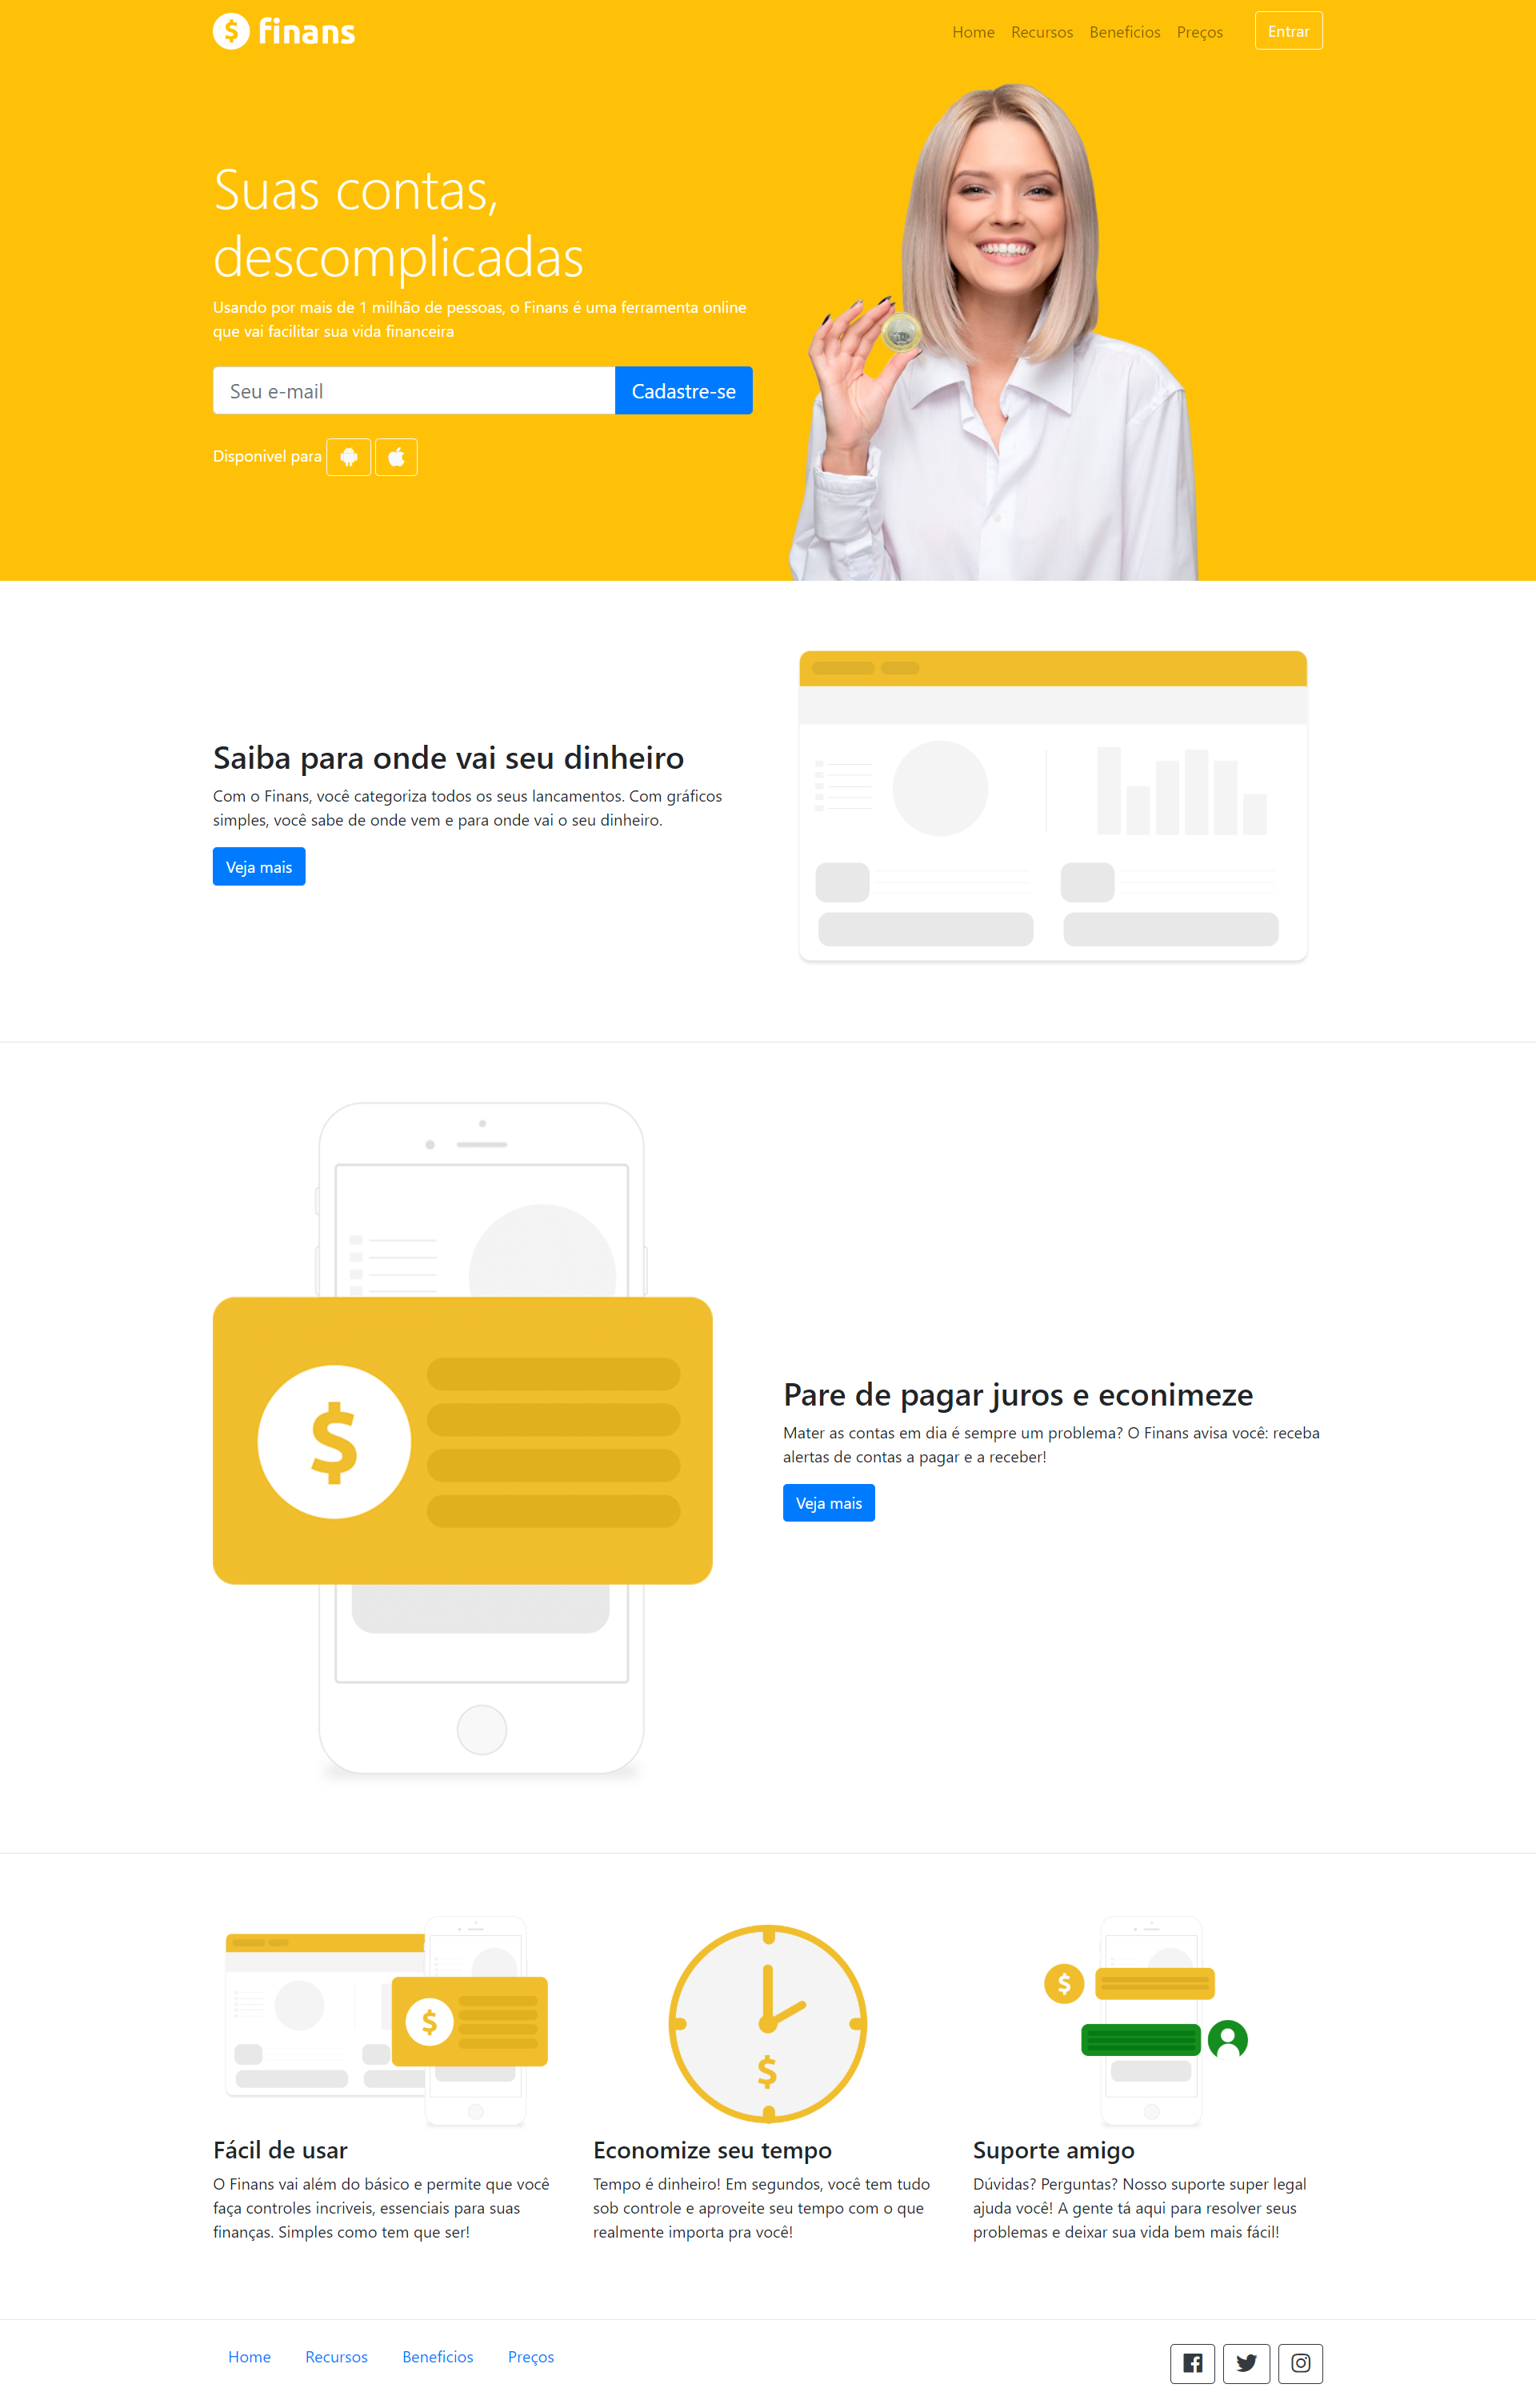 $ finans
Home Recursos Beneficios Preços Entrar
Suas contas,
descomplicadas
Usando por mais de 1 milhão de pessoas, o Finans é uma ferramenta online
que vai facilitar sua vida financeira
Seu e-mail Cadastre-se
Disponivel para
Saiba para onde vai seu dinheiro
Com o Finans, você categoriza todos os seus lancamentos. Com gráficos
simples, você sabe de onde vem e para onde vai o seu dinheiro.
Veja mais
$
Pare de pagar juros e econimeze
Mater as contas em dia é sempre um problema? O Finans avisa você: receba
alertas de contas a pagar e a receber!
Veja mais
$
$
$
Fácil de usar
O Finans vai além do básico e permite que você
faça controles incriveis, essenciais para suas
finanças. Simples como tem que ser!
Economize seu tempo
Tempo é dinheiro! Em segundos, você tem tudo
sob controle e aproveite seu tempo com o que
realmente importa pra você!
Suporte amigo
Dúvidas? Perguntas? Nosso suporte super legal
ajuda você! A gente tá aqui para resolver seus
problemas e deixar sua vida bem mais fácil!
Home Recursos Beneficios Preços